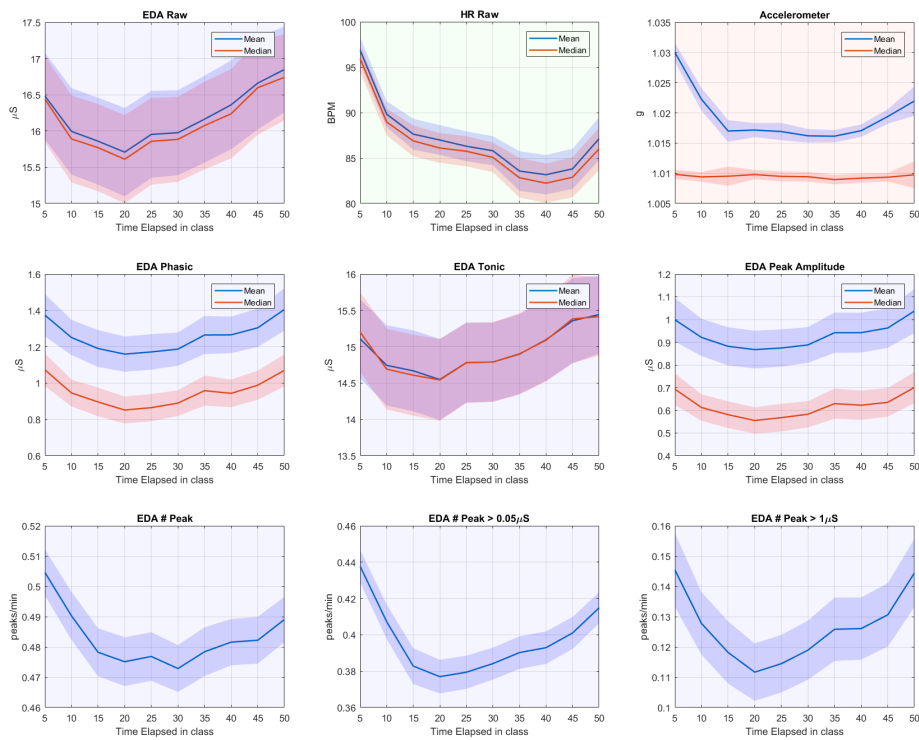 EDA Raw
17.5
17
16.5
16
15.5
15
μS
Mean
Median
5 10 15 20 25 30 35 40 45 50
Time Elapsed in class
HR Raw
100
95
90
85
80
BPM
Mean
Median
5 10 15 20 25 30 35 40 45 50
Time Elapsed in class
Accelerometer
1.035
1.03
1.025
1.02
1.015
1.01
1.005
g
Mean
Median
5 10 15 20 25 30 35 40 45 50
Time Elapsed in class
EDA Phasic
1.6
1.4
1.2
1
0.8
0.6
μS
Mean
Median
5 10 15 20 25 30 35 40 45 50
Time Elapsed in class
EDA Tonic
16
15.5
15
14.5
14
13.5
μS
Mean
Median
5 10 15 20 25 30 35 40 45 50
Time Elapsed in class
EDA Peak Amplitude
1.2
1.1
1
0.9
0.8
0.7
0.6
0.5
0.4
μS
Mean
Median
5 10 15 20 25 30 35 40 45 50
Time Elapsed in class
EDA # Peak
0.52
0.51
0.5
0.49
0.48
0.47
0.46
peaks/min
5 10 15 20 25 30 35 40 45 50
Time Elapsed in class
EDA # Peak > 0.05μS
0.46
0.44
0.42
0.4
0.38
0.36
peaks/min
5 10 15 20 25 30 35 40 45 50
Time Elapsed in class
EDA # Peak > 1μS
0.16
0.15
0.14
0.13
0.12
0.11
0.1
peaks/min
5 10 15 20 25 30 35 40 45 50
Time Elapsed in class